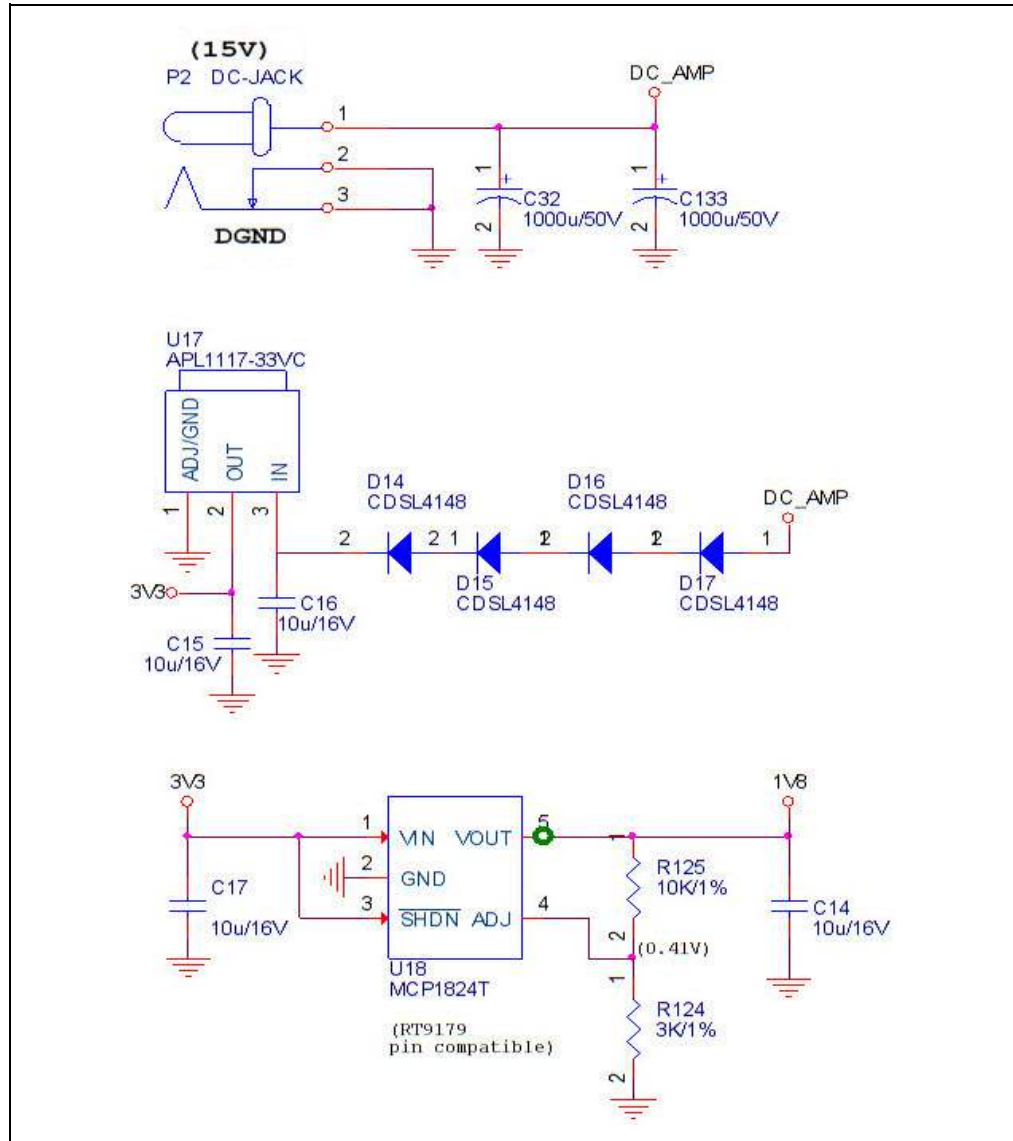 (15V)
P2 DC-JACK
DC_AMP
1
2
3
DGND
1
2
C32
1000u/50V
1
2
C133
1000u/50V
U17
APL1117-33VC
ADJ/GND
OUT
IN
1
2
3
D14
CDSL4148
D16
CDSL4148
DC_AMP
2
2
1
1
D15
CDSL4148
D17
CDSL4148
3V3
C16
10u/16V
C15
10u/16V
3V3
1V8
1
VIN
VOUT
5
1
2
GND
R125
10K/1%
C17
10u/16V
3
SHDN
ADJ
4
2
C14
10u/16V
(0.41V)
U18
MCP1824T
1
R124
3K/1%
(RT9179
pin compatible)
2